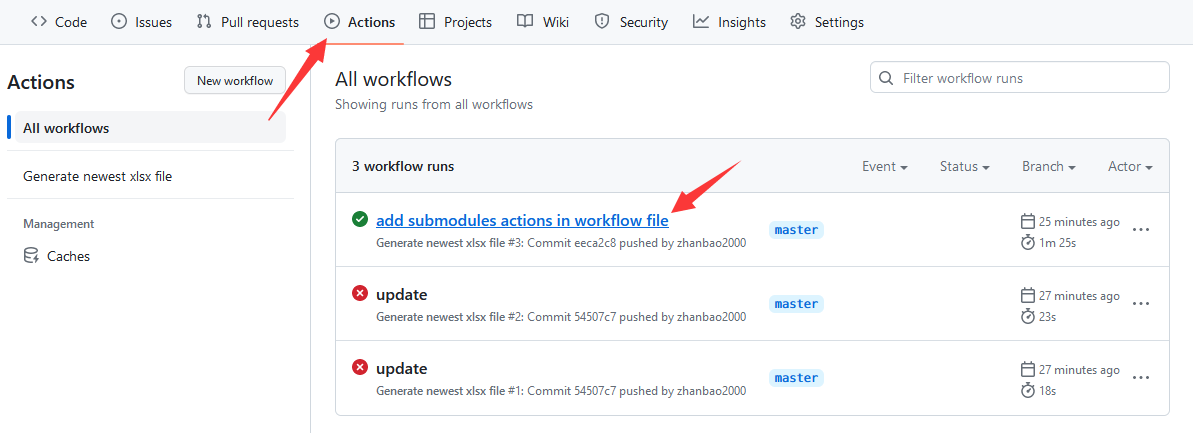 Code Issues Pull requests Actions Projects Wiki Security Insights Settings
Actions
New workflow
All workflows
Generate newest xlsx file
Management
Caches
All workflows
Showing runs from all workflows
Filter workflow runs
3 workflow runs
Event Status Branch Actor
add submodules actions in workflow file
Generate newest xlsx file #3: Commit eeca2c8 pushed by zhanbao2000
master
25 minutes ago
1m 25s
update
Generate newest xlsx file #2: Commit 54507c7 pushed by zhanbao2000
master
27 minutes ago
23s
update
Generate newest xlsx file #1: Commit 54507c7 pushed by zhanbao2000
master
27 minutes ago
18s